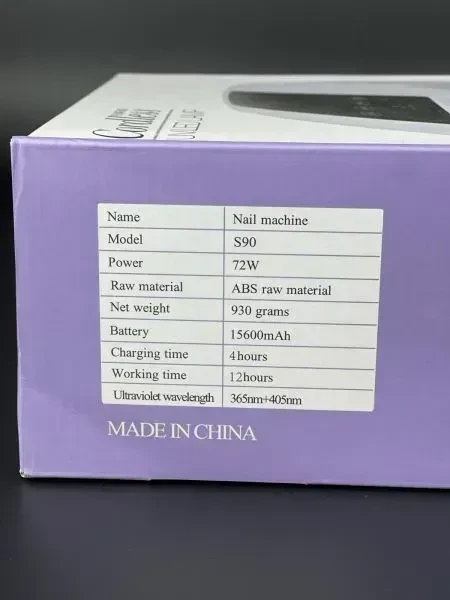 Cordless
Name Nail machine
Model S90
Power 72W
Raw material ABS raw material
Net weight 930 grams
Battery 15600mAh
Charging time 4hours
Working time 12hours
Ultraviolet wavelength 365nm+405nm
MADE IN CHINA